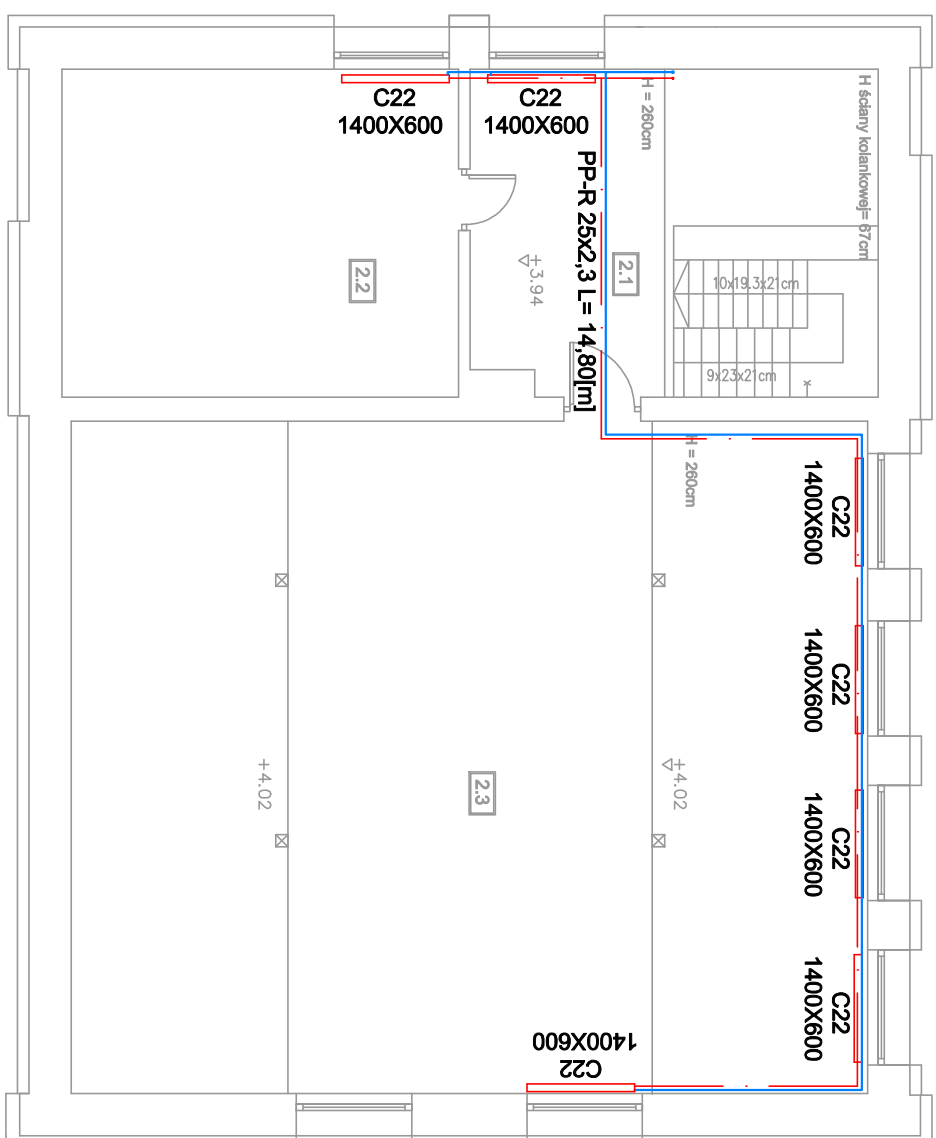 C22
1400X600
C22
1400X600
H = 260cm
H ściany kolankowej= 67cm
PP-R 25x2,3 L= 14,80[m]
2.1
2.2
+3.94
10x19.3x21cm
9x23x21cm
H = 260cm
C22
1400X600
C22
1400X600
C22
1400X600
C22
1400X600
+4.02
2.3
+4.02
C22
1400X600